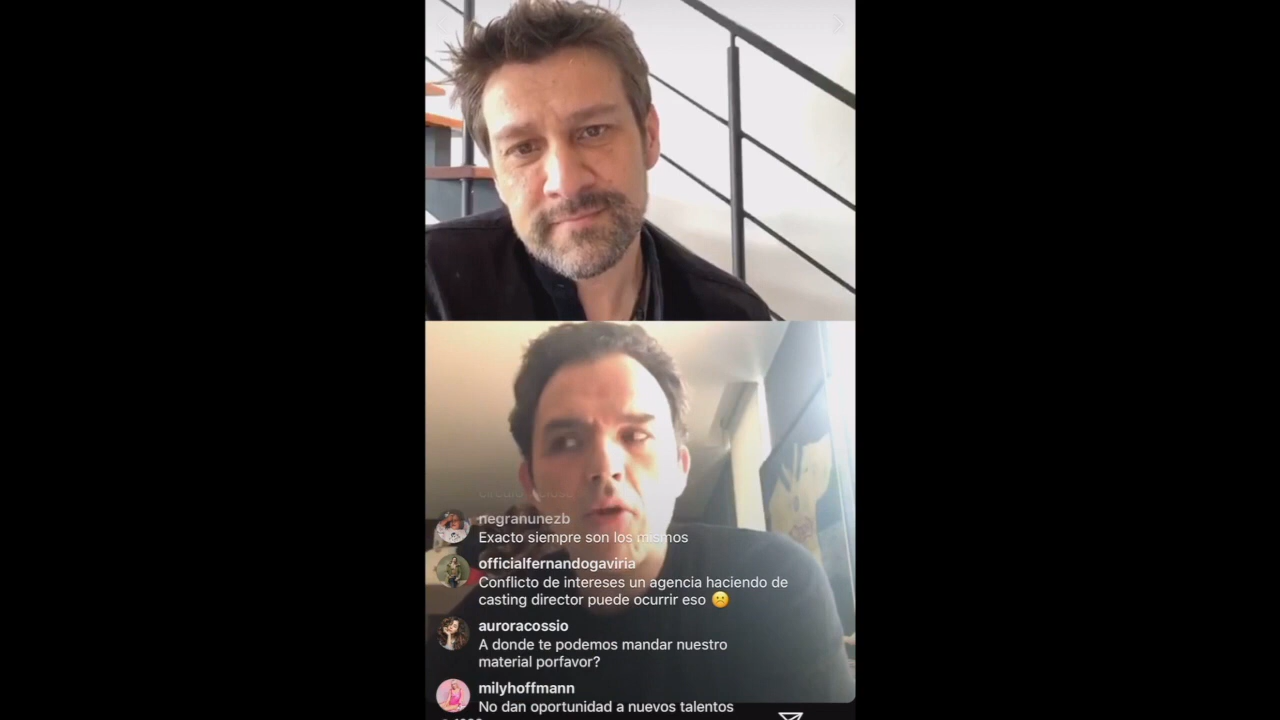 negranunezb
Exacto siempre son los mismos
officialfernandogaviria
Conflicto de intereses un agencia haciendo de
casting director puede ocurrir eso ☹️
auroracossio
A donde te podemos mandar nuestro
material porfavor?
milyhoffmann
No dan oportunidad a nuevos talentos